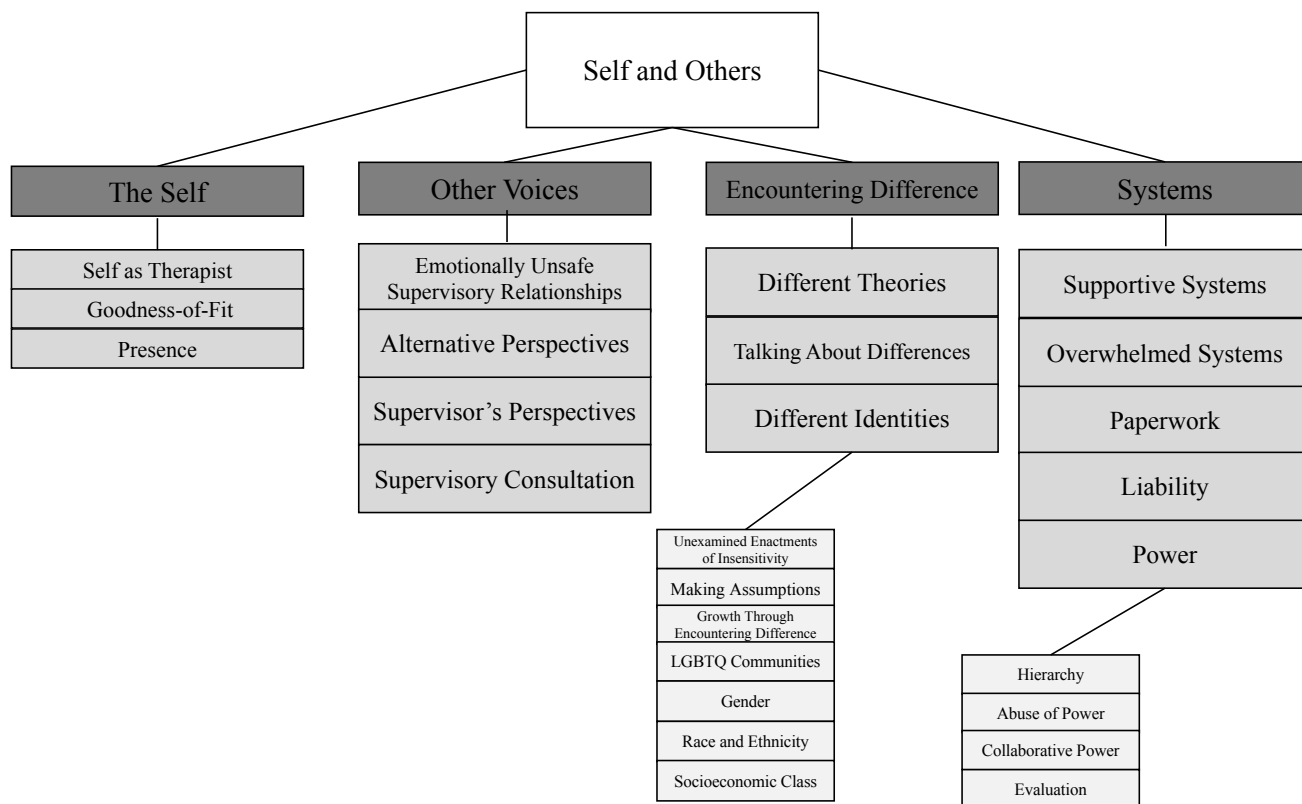 Self and Others
The Self
Self as Therapist
Goodness-of-Fit
Presence
Other Voices
Emotionally Unsafe
Supervisory Relationships
Alternative Perspectives
Supervisor’s Perspectives
Supervisory Consultation
Encountering Difference
Different Theories
Talking About Differences
Different Identities
Unexamined Enactments
of Insensitivity
Making Assumptions
Growth Through
Encountering Difference
LGBTQ Communities
Gender
Race and Ethnicity
Socioeconomic Class
Systems
Supportive Systems
Overwhelmed Systems
Paperwork
Liability
Power
Hierarchy
Abuse of Power
Collaborative Power
Evaluation